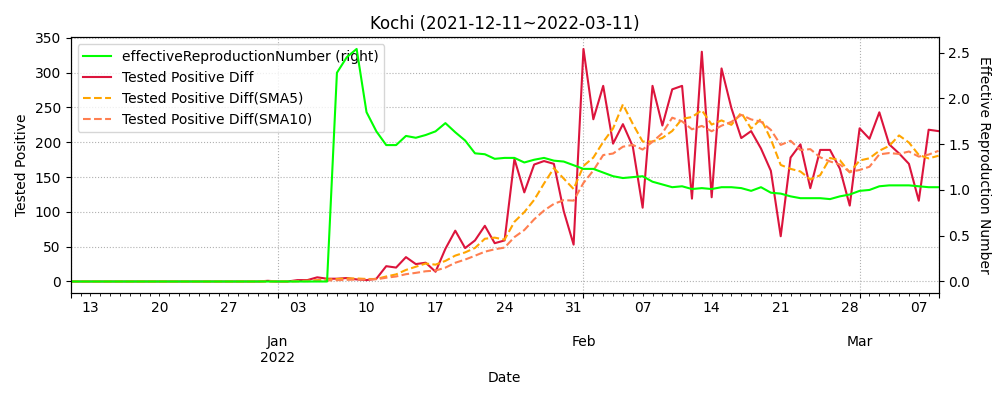 Kochi (2021-12-11~2022-03-11)
effectiveReproductionNumber (right)
Tested Positive Diff
Tested Positive Diff(SMA5)
Tested Positive Diff(SMA10)
Tested Positive
350
300
250
200
150
100
50
0
2.5
2.0
1.5
1.0
0.5
0.0
Effective Reproduction Number
13 20 27 03 10 17 24 31 07 14 21 28 07
Jan Feb Mar
2022
Date